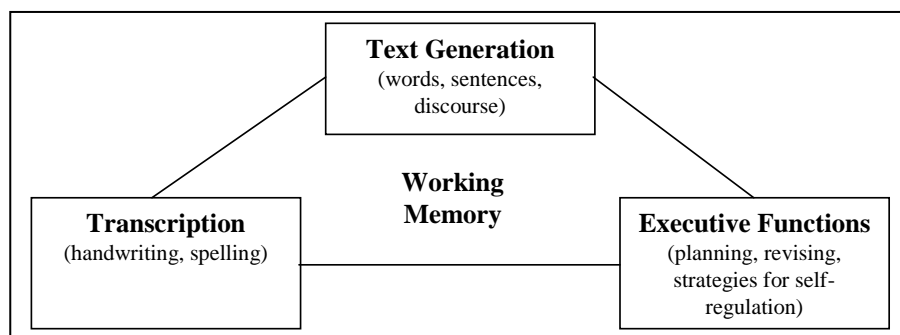 Text Generation
(words, sentences,
discourse)
Working
Memory
Transcription
(handwriting, spelling)
Executive Functions
(planning, revising,
strategies for self-
regulation)